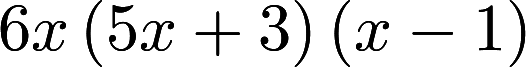 6x (5x + 3) (x − 1)